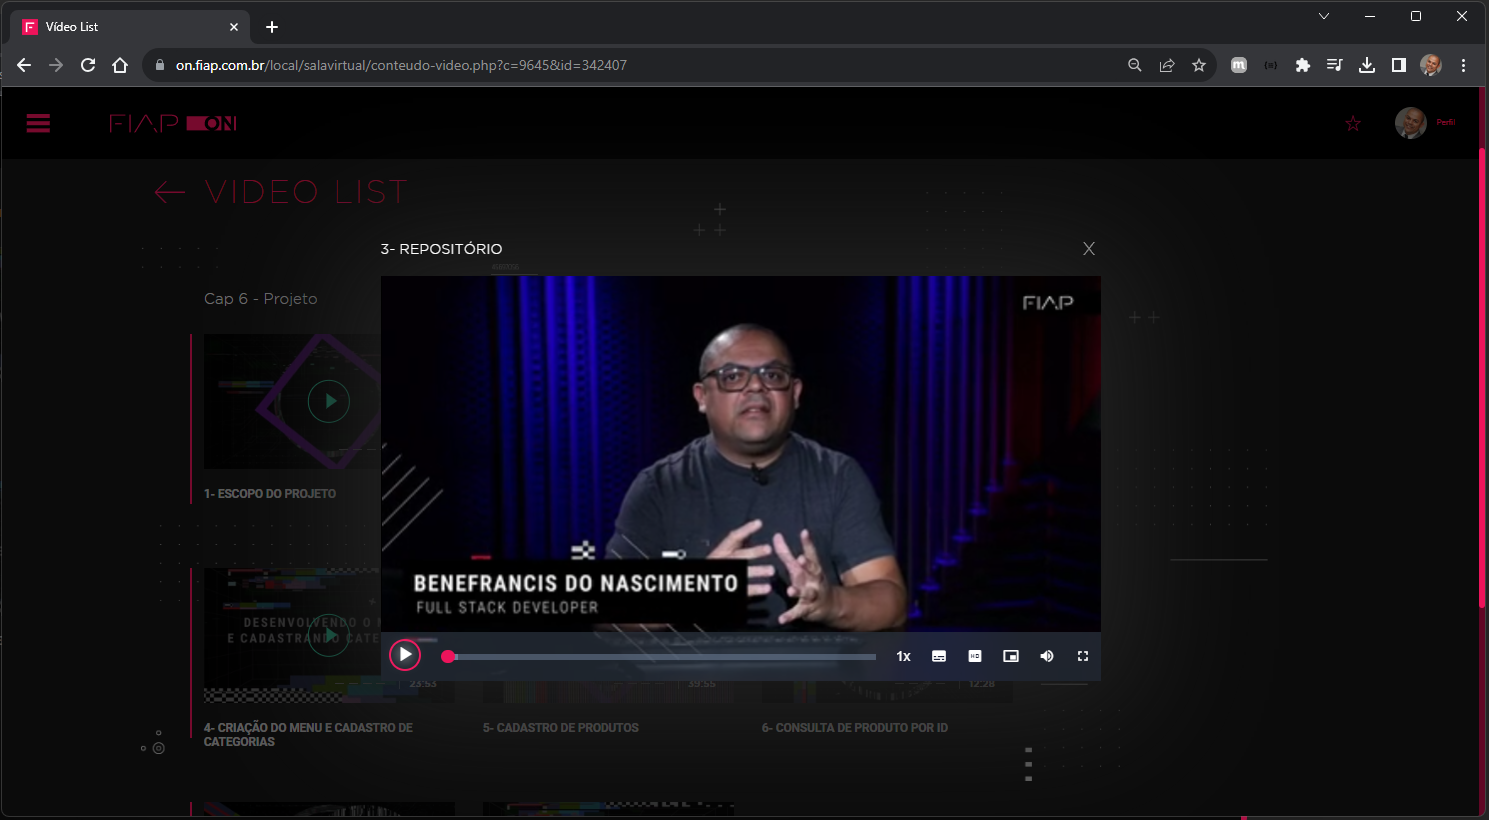 Vídeo List
on.fiap.com.br/local/salavirtual/conteudo-video.php?c=9645&id=342407
FIAP ON
Perfil
VIDEO LIST
3- REPOSITÓRIO
X
Cap 6 - Projeto
FIAP
1- ESCOPO DO PROJETO
BENEFRANCIS DO NASCIMENTO
FULL STACK DEVELOPER
DESENVOLVENDO O
E CADASTRANDO CATE
1x
HD
23:53
39:55
12:28
4- CRIAÇÃO DO MENU E CADASTRO DE
CATEGORIAS
5- CADASTRO DE PRODUTOS
6- CONSULTA DE PRODUTO POR ID